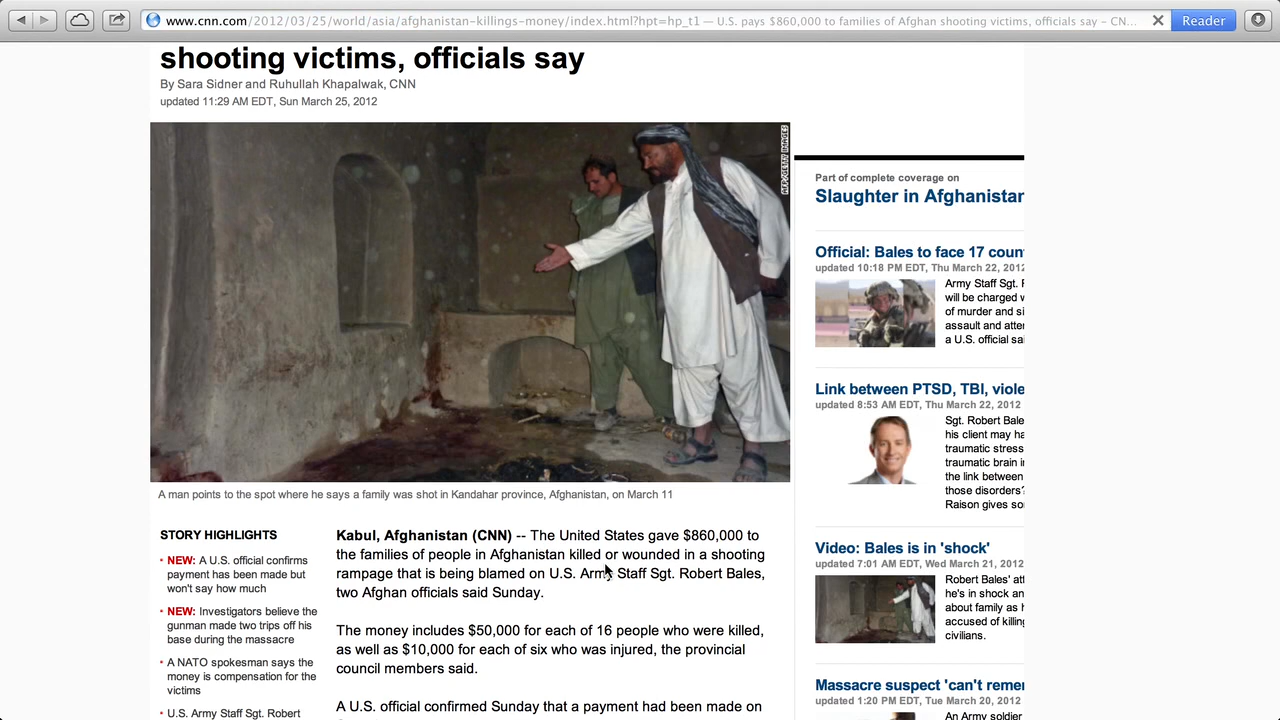 www.cnn.com/2012/03/25/world/asia/afghanistan-killings-money/index.html?hpt=hp_t1 — U.S. pays $860,000 to families of Afghan shooting victims, officials say – CN...
Reader
shooting victims, officials say
By Sara Sidner and Ruhullah Khapalwak, CNN
updated 11:29 AM EDT, Sun March 25, 2012
AFP/GETTY IMAGES
A man points to the spot where he says a family was shot in Kandahar province, Afghanistan, on March 11
STORY HIGHLIGHTS
NEW: A U.S. official confirms
payment has been made but
won't say how much
NEW: Investigators believe the
gunman made two trips off his
base during the massacre
A NATO spokesman says the
money is compensation for the
victims
U.S. Army Staff Sgt. Robert
Kabul, Afghanistan (CNN) -- The United States gave $860,000 to
the families of people in Afghanistan killed or wounded in a shooting
rampage that is being blamed on U.S. Army Staff Sgt. Robert Bales,
two Afghan officials said Sunday.
The money includes $50,000 for each of 16 people who were killed,
as well as $10,000 for each of six who was injured, the provincial
council members said.
A U.S. official confirmed Sunday that a payment had been made on
Part of complete coverage on
Slaughter in Afghanistan
Official: Bales to face 17 coun
updated 10:18 PM EDT, Thu March 22, 2012
Army Staff Sgt. R
will be charged w
of murder and si
assault and atte
a U.S. official sai
Link between PTSD, TBI, viole
updated 8:53 AM EDT, Thu March 22, 2012
Sgt. Robert Bale
his client may ha
traumatic stress
traumatic brain i
the link between
those disorders?
Raison gives so
Video: Bales is in 'shock'
updated 7:01 AM EDT, Wed March 21, 2012
Robert Bales' att
he's in shock an
about family as h
accused of killing
civilians.
Massacre suspect 'can't remem
updated 1:20 PM EDT, Tue March 20, 2012
An Army soldier